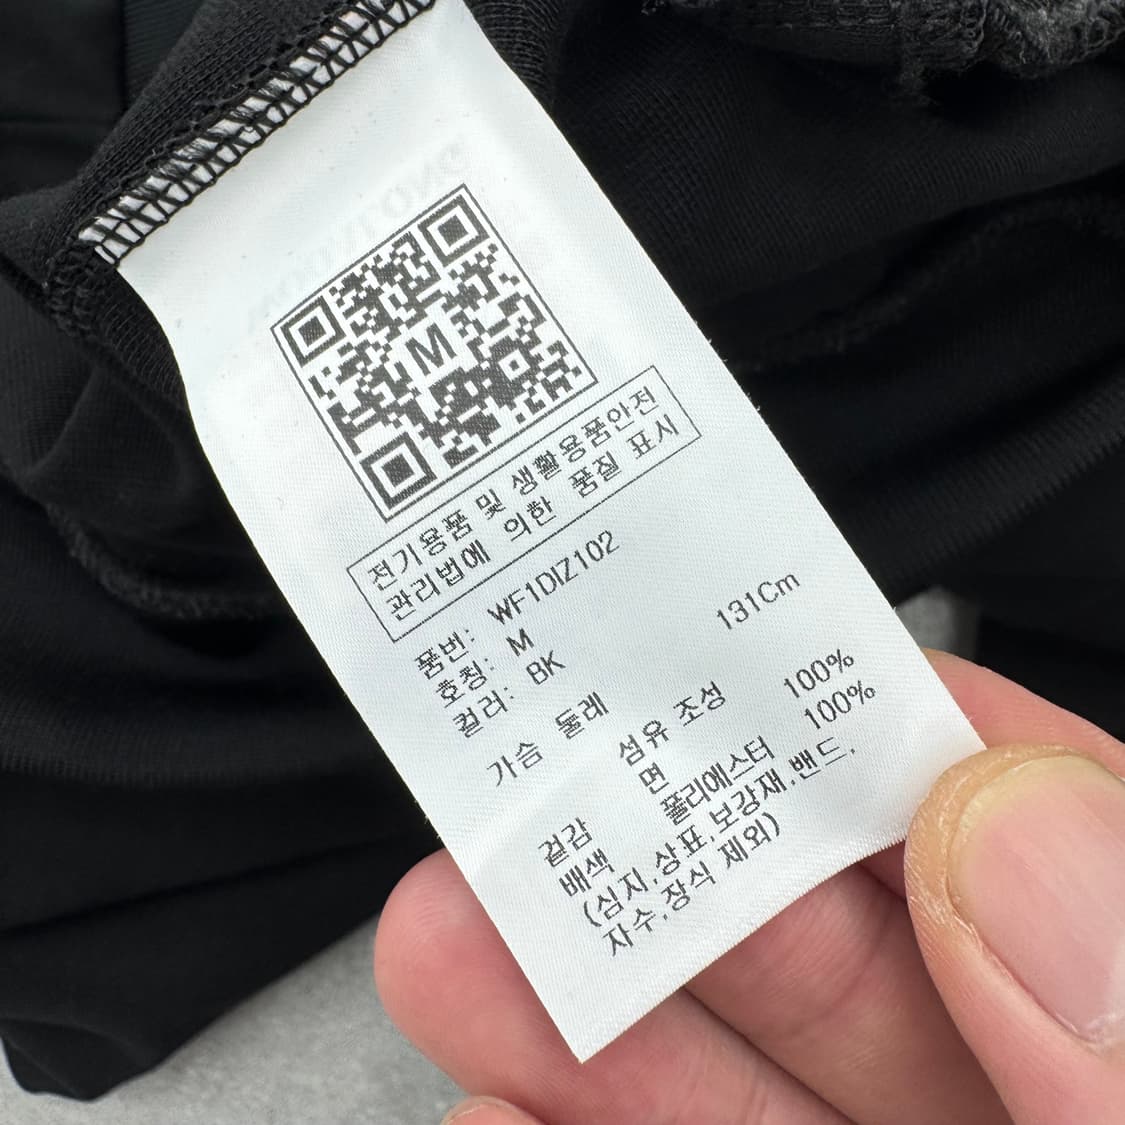 M
전기용품 및 생활용품안전
관리법에 의한 품질 표시
품번: WF1DIZ102
호칭: M
컬러: BK
가슴 둘레 131Cm
섬유 조성
겉감 면 100%
배색 폴리에스터 100%
(심지,상표,보강재,밴드,
자수,장식 제외)